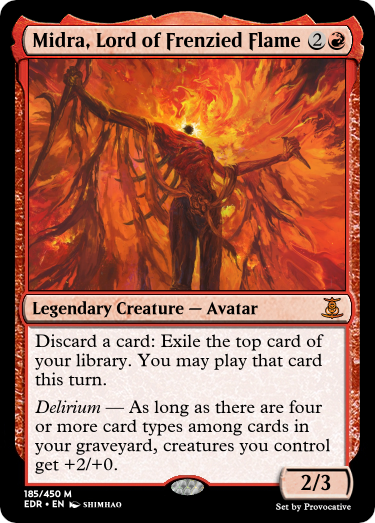 Midra, Lord of Frenzied Flame 2
Legendary Creature — Avatar
Discard a card: Exile the top card of
your library. You may play that card
this turn.
Delirium — As long as there are four
or more card types among cards in
your graveyard, creatures you control
get +2/+0.
2/3
185/450 M
EDR • EN SHIMHAO
Set by Provocative